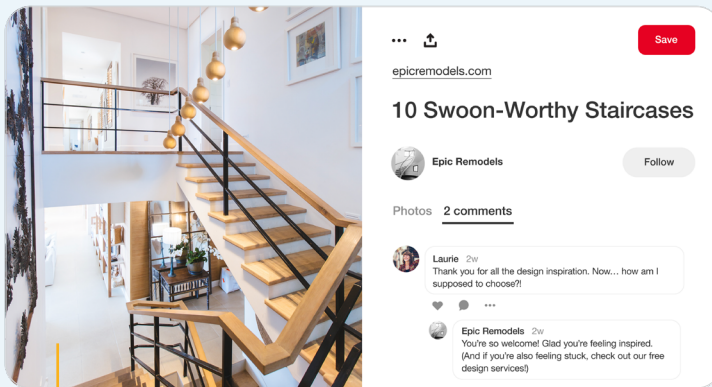 Save
epicremodels.com
10 Swoon-Worthy Staircases
Epic Remodels
Follow
Photos 2 comments
Laurie 2w
Thank you for all the design inspiration. Now... how am I
supposed to choose?!
Epic Remodels 2w
You're so welcome! Glad you're feeling inspired.
(And if you're also feeling stuck, check out our free
design services!)